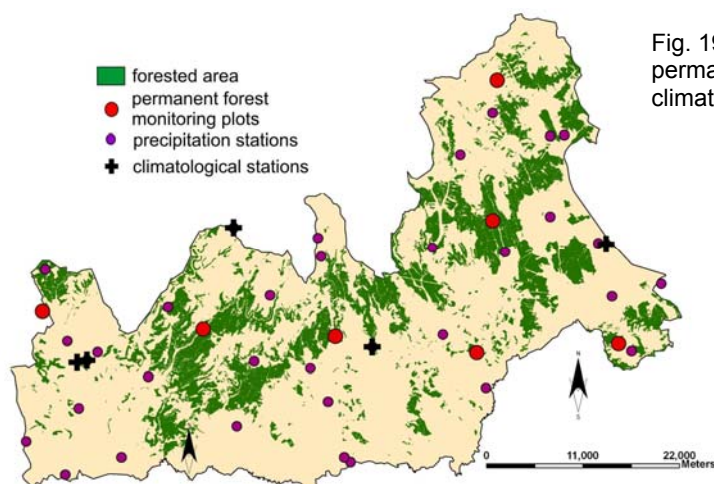 Fig. 19
perma
climat
forested area
permanent forest
monitoring plots
precipitation stations
climatological stations
N
S
0 11,000 22,000
Meters